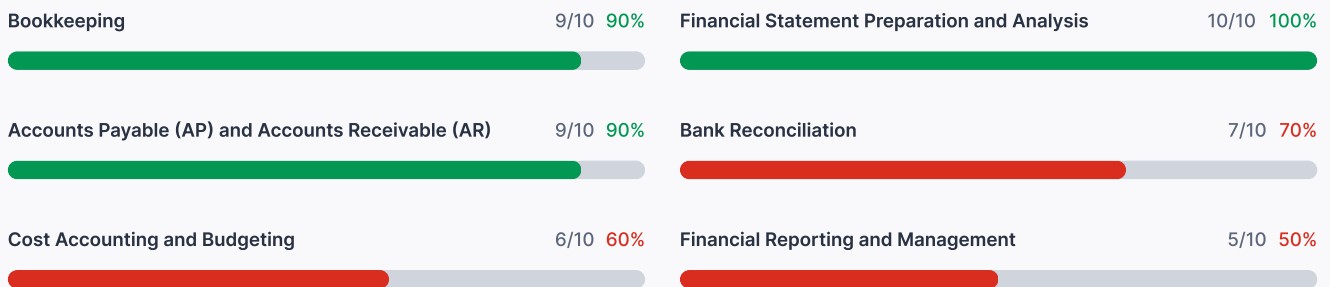 Bookkeeping 9/10 90%
Financial Statement Preparation and Analysis 10/10 100%
Accounts Payable (AP) and Accounts Receivable (AR) 9/10 90%
Bank Reconciliation 7/10 70%
Cost Accounting and Budgeting 6/10 60%
Financial Reporting and Management 5/10 50%